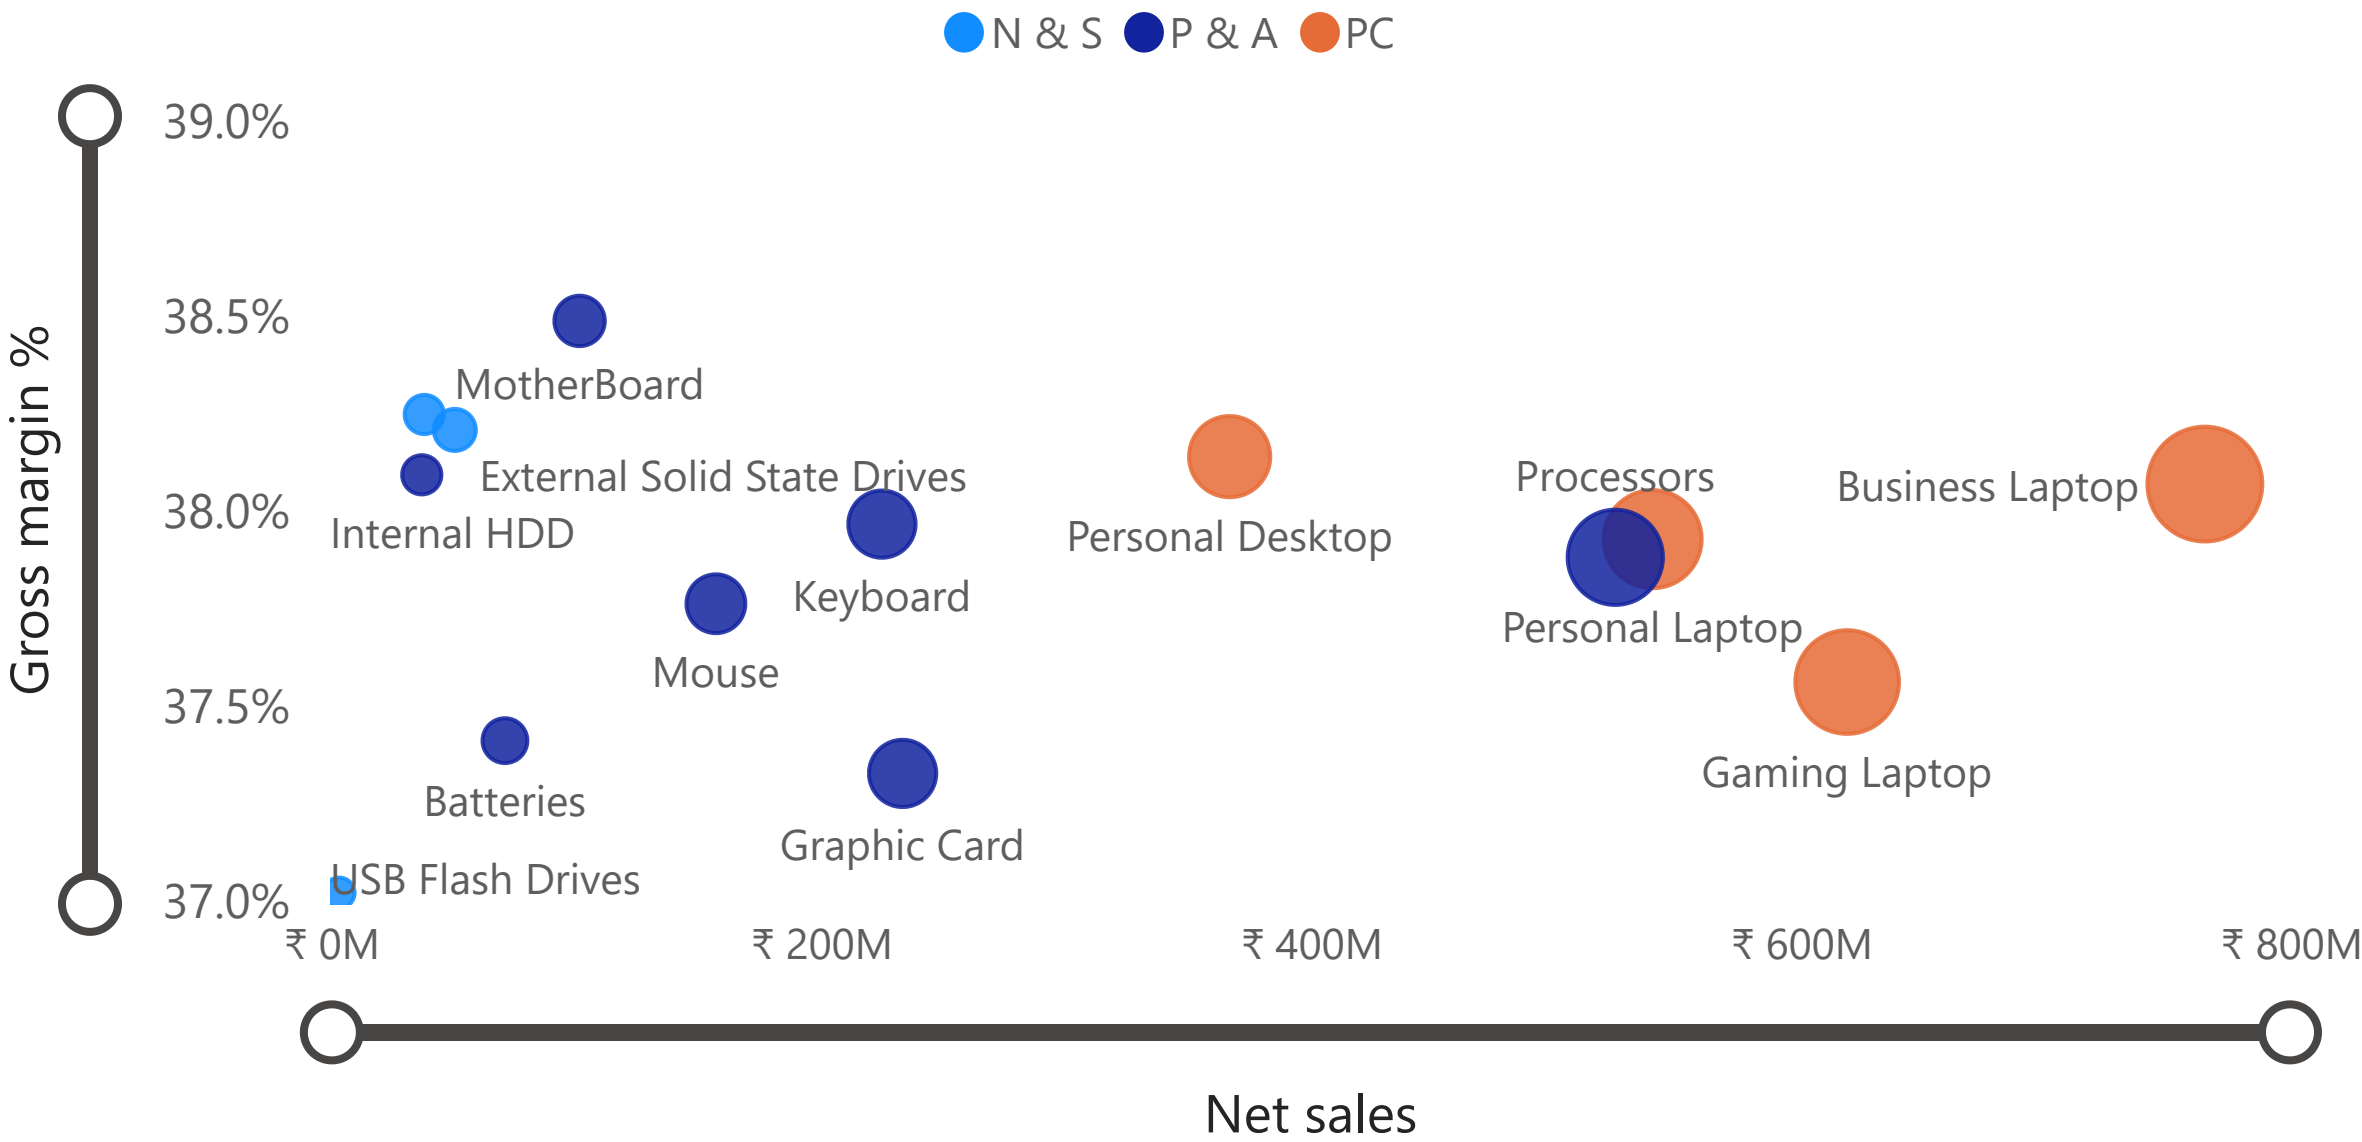 N & S P & A PC
Gross margin %
39.0%
38.5%
38.0%
37.5%
37.0%
MotherBoard
External Solid State Drives
Internal HDD
Keyboard
Mouse
Batteries
Graphic Card
USB Flash Drives
Personal Desktop
Processors
Personal Laptop
Business Laptop
Gaming Laptop
₹ 0M ₹ 200M ₹ 400M ₹ 600M ₹ 800M
Net sales